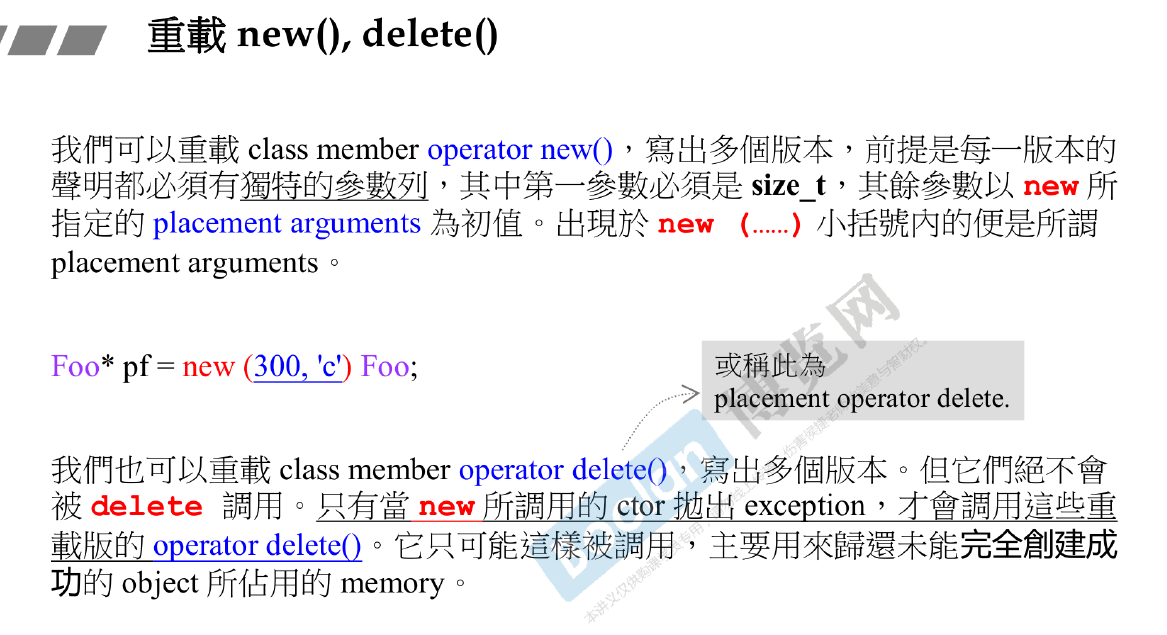 重載 new(), delete()
我們可以重載 class member operator new()，寫出多個版本，前提是每一版本的
聲明都必須有獨特的參數列，其中第一參數必須是 size_t，其餘參數以 new 所
指定的 placement arguments 為初值。出現於 new (……) 小括號內的便是所謂
placement arguments。
Foo* pf = new (300, 'c') Foo;
或稱此為
placement operator delete.
我們也可以重載 class member operator delete()，寫出多個版本。但它們絕不會
被 delete 調用。只有當 new 所調用的 ctor 拋出 exception，才會調用這些重
載版的 operator delete()。它只可能這樣被調用，主要用來歸還未能完全創建成
功的 object 所佔用的 memory。
博览网